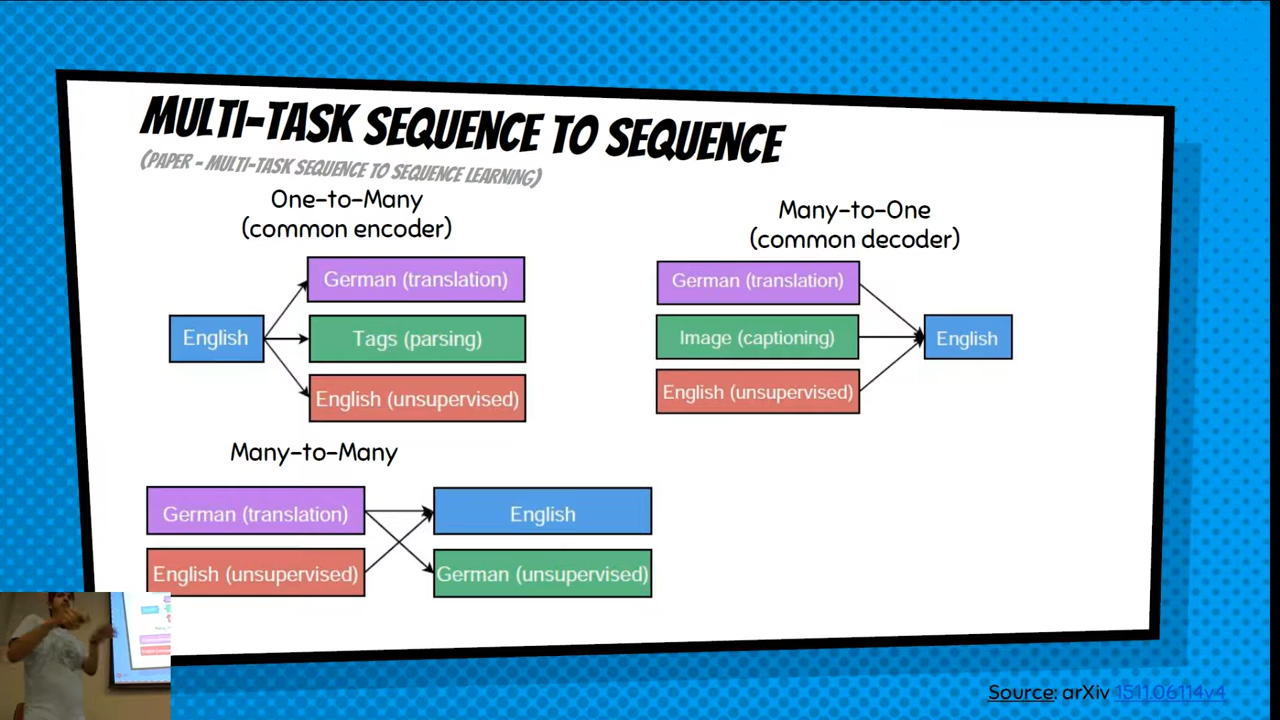 MULTI-TASK SEQUENCE TO SEQUENCE
(PAPER - MULTI-TASK SEQUENCE TO SEQUENCE LEARNING)
One-to-Many
(common encoder)
English
German (translation)
Tags (parsing)
English (unsupervised)
Many-to-One
(common decoder)
German (translation)
Image (captioning)
English (unsupervised)
English
Many-to-Many
German (translation)
English (unsupervised)
English
German (unsupervised)
Source: arXiv 1511.06114v4